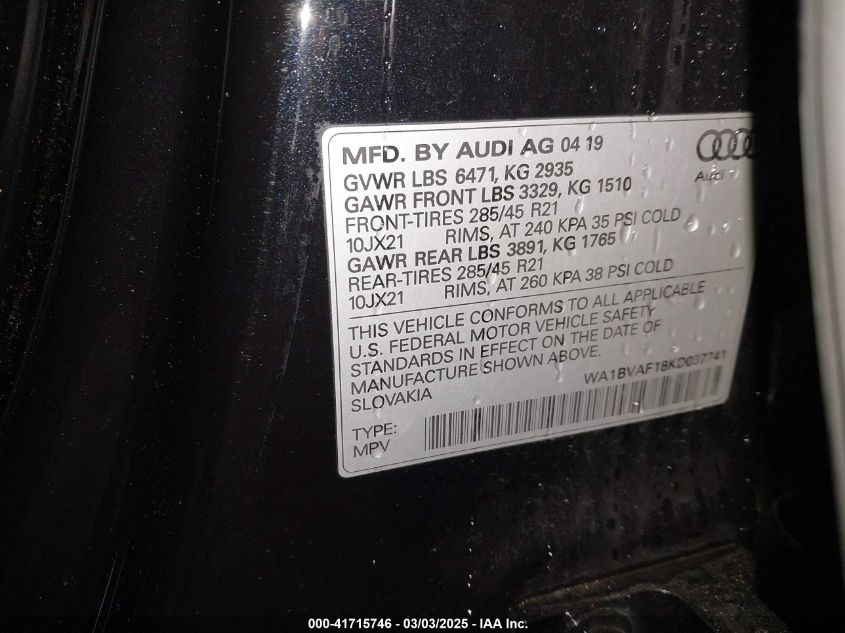 MFD. BY AUDI AG 04 19
GVWR LBS 6471, KG 2935
GAWR FRONT LBS 3329, KG 1510
FRONT-TIRES 285/45 R21
10JX21 RIMS, AT 240 KPA 35 PSI COLD
GAWR REAR LBS 3891, KG 1765
REAR-TIRES 285/45 R21
10JX21 RIMS, AT 260 KPA 38 PSI COLD
Audi
THIS VEHICLE CONFORMS TO ALL APPLICABLE
U.S. FEDERAL MOTOR VEHICLE SAFETY
STANDARDS IN EFFECT ON THE DATE OF
MANUFACTURE SHOWN ABOVE.
SLOVAKIA
WA1BVAF18KD037741
TYPE:
MPV
000-41715746 - 03/03/2025 - IAA Inc.